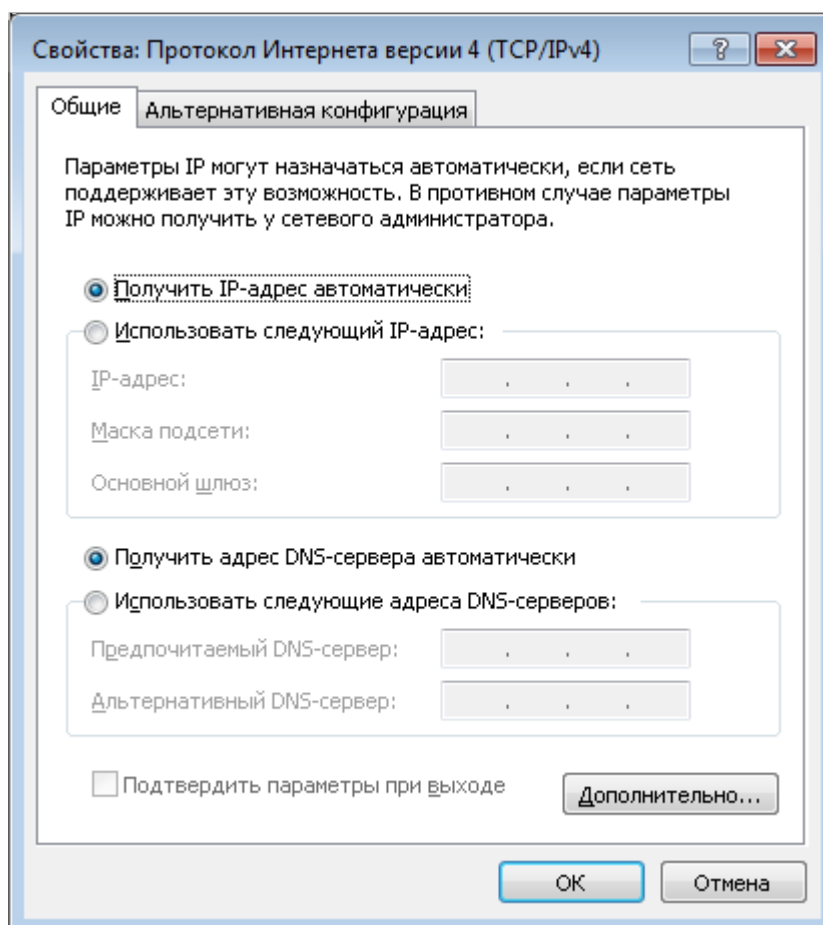 Свойства: Протокол Интернета версии 4 (TCP/IPv4)
Общие
Альтернативная конфигурация
Параметры IP могут назначаться автоматически, если сеть
поддерживает эту возможность. В противном случае параметры
IP можно получить у сетевого администратора.
Получить IP-адрес автоматически
Использовать следующий IP-адрес:
IP-адрес:
Маска подсети:
Основной шлюз:
Получить адрес DNS-сервера автоматически
Использовать следующие адреса DNS-серверов:
Предпочитаемый DNS-сервер:
Альтернативный DNS-сервер:
Подтвердить параметры при выходе
Дополнительно...
ОК
Отмена